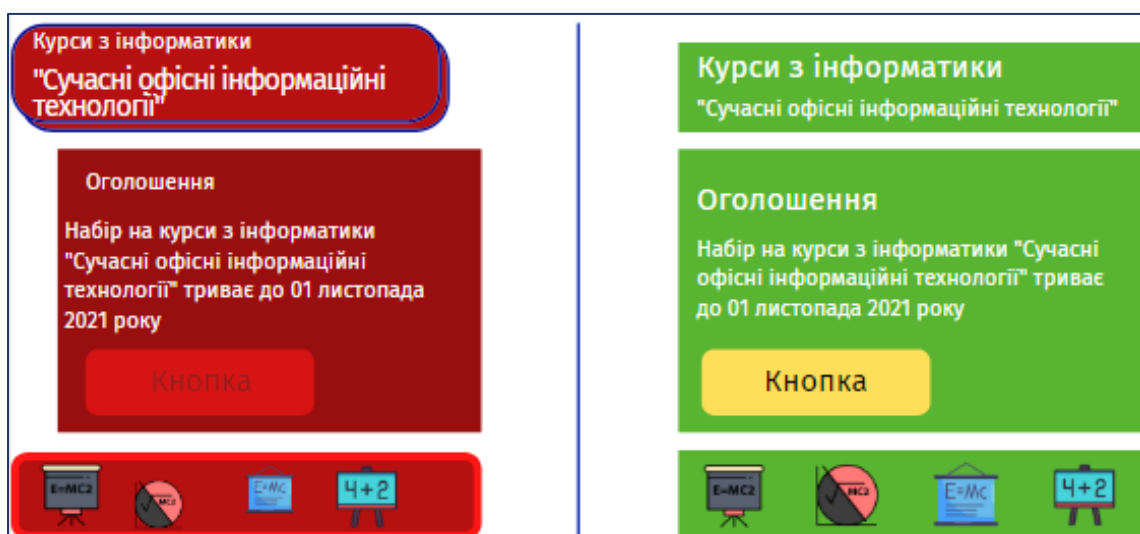 Курси з інформатики
"Сучасні офісні інформаційні
технології"
Оголошення
Набір на курси з інформатики
"Сучасні офісні інформаційні
технології" триває до 01 листопада
2021 року
Кнопка
E=MC2
MC2
E=Mc
4+2
Курси з інформатики
"Сучасні офісні інформаційні технології"
Оголошення
Набір на курси з інформатики "Сучасні
офісні інформаційні технології" триває
до 01 листопада 2021 року
Кнопка
E=MC2
MC2
E=Mc
4+2